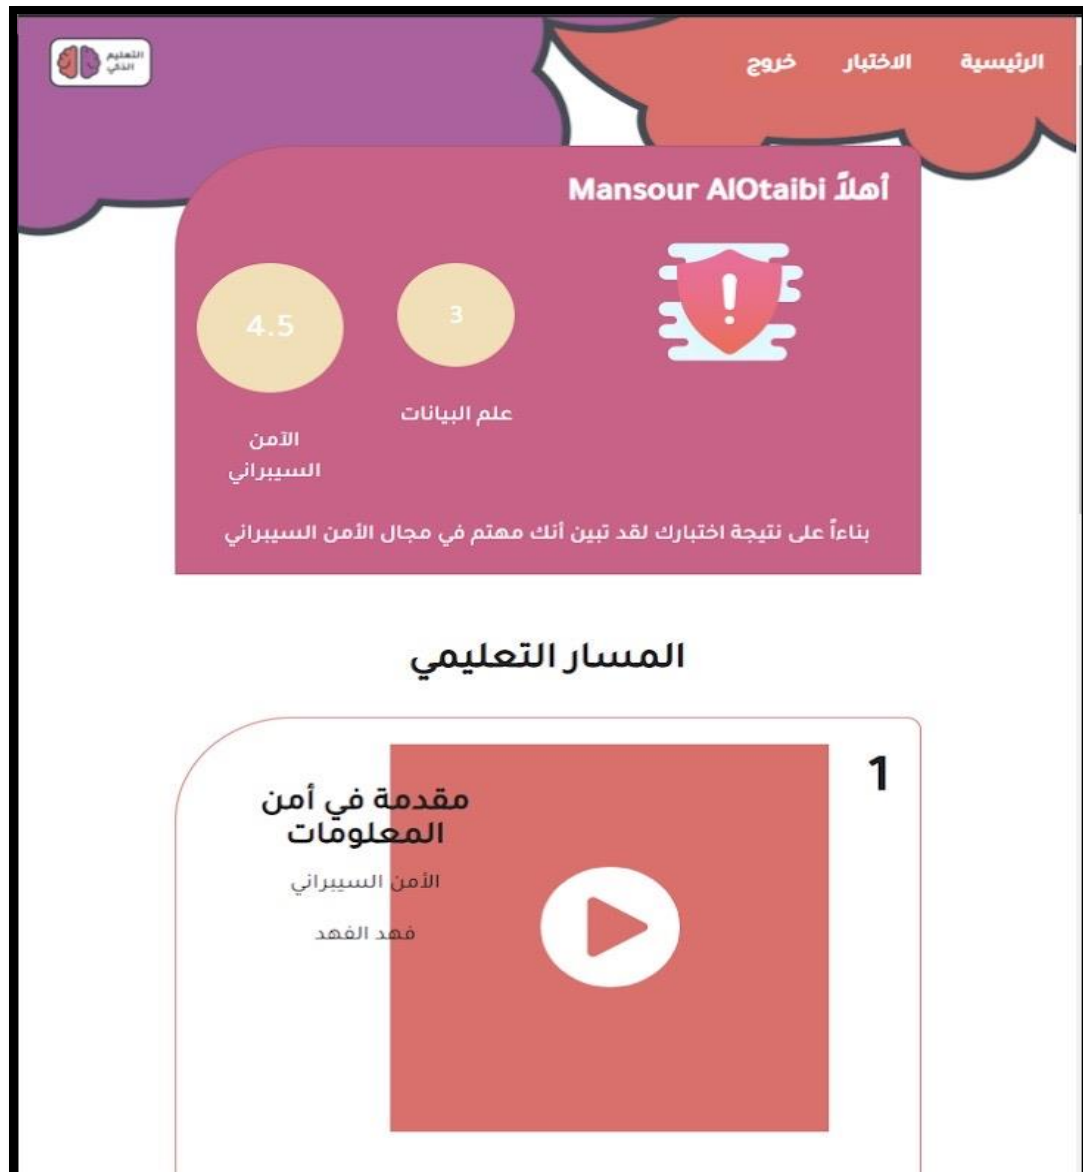 الرئيسية الاختبار خروج
التعليم
الذكي
أهلاً Mansour AlOtaibi
3
4.5
علم البيانات
الآمن
السيبراني
بناءاً على نتيجة اختبارك لقد تبين أنك مهتم في مجال الأمن السيبراني
المسار التعليمي
1
مقدمة في أمن
المعلومات
الأمن السيبراني
فهد الفهد